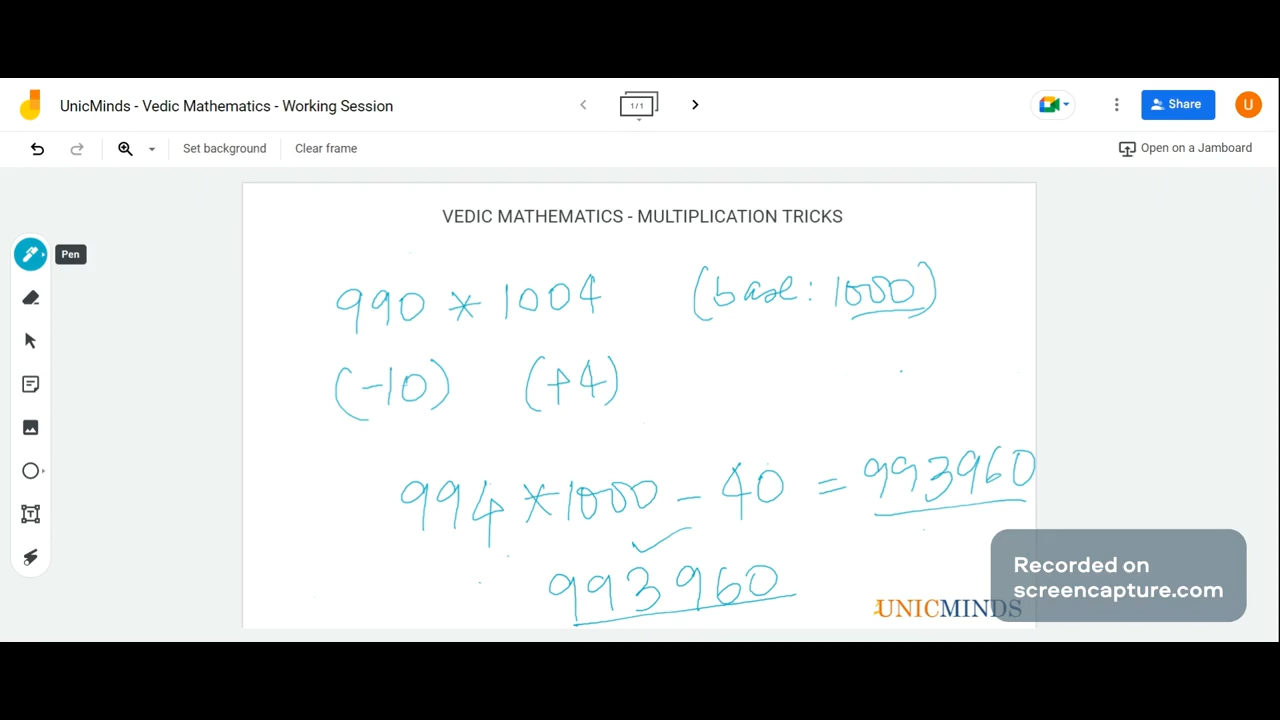 UnicMinds - Vedic Mathematics - Working Session
1/1
Share
U
Set background
Clear frame
Open on a Jamboard
Pen
VEDIC MATHEMATICS - MULTIPLICATION TRICKS
990 * 1004 (base: 1000)
(-10) (+4)
994 * 1000 - 40 = 993960
993960
Recorded on
screencapture.com
UNICMINDS